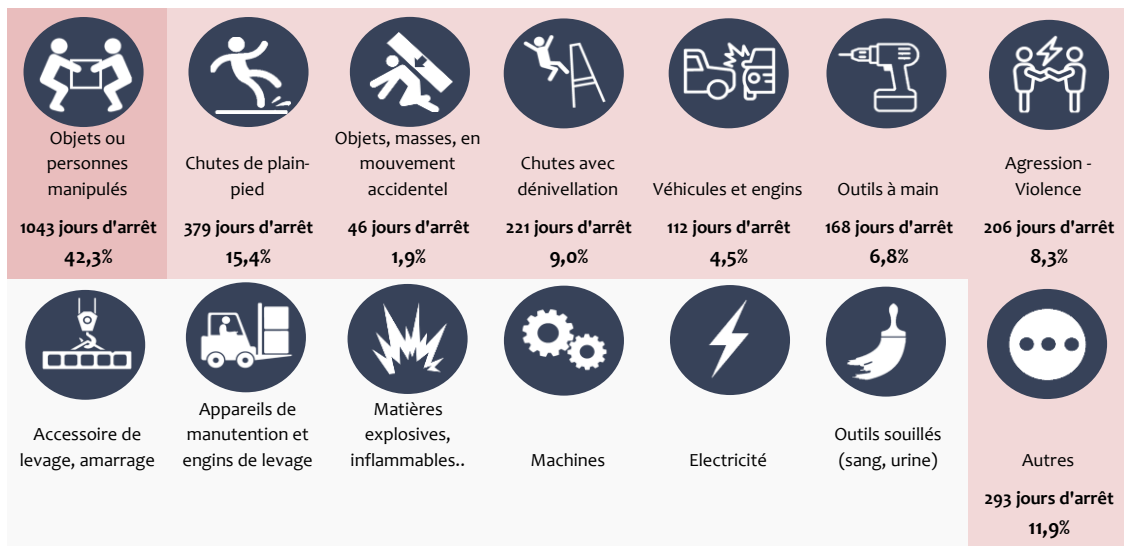 Objets ou
personnes
manipulés
1043 jours d'arrêt
42,3%
Chutes de plain-
pied
379 jours d'arrêt
15,4%
Objets, masses, en
mouvement
accidentel
46 jours d'arrêt
1,9%
Chutes avec
dénivellation
221 jours d'arrêt
9,0%
Véhicules et engins
112 jours d'arrêt
4,5%
Outils à main
168 jours d'arrêt
6,8%
Agression -
Violence
206 jours d'arrêt
8,3%
Accessoire de
levage, amarrage
Appareils de
manutention et
engins de levage
Matières
explosives,
inflammables..
Machines
Electricité
Outils souillés
(sang, urine)
Autres
293 jours d'arrêt
11,9%